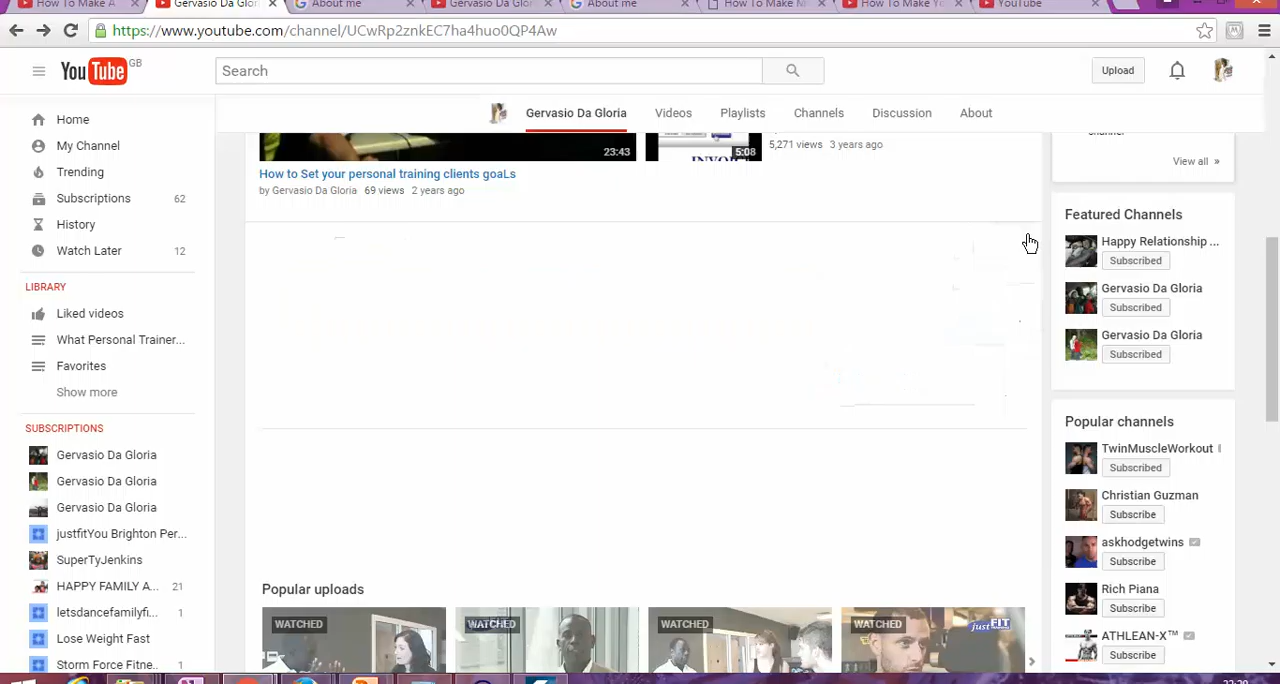 How To Make A
Gervasio Da Glori
About me
Gervasio Da Glori
About me
How To Make M
How To Make Yo
YouTube
https://www.youtube.com/channel/UCwRp2znkEC7ha4huo0QP4Aw
YouTube GB
Search
Upload
Gervasio Da Gloria
Videos
Playlists
Channels
Discussion
About
Home
My Channel
Trending
Subscriptions 62
History
Watch Later 12
LIBRARY
Liked videos
What Personal Trainer...
Favorites
Show more
SUBSCRIPTIONS
Gervasio Da Gloria
Gervasio Da Gloria
Gervasio Da Gloria
justfitYou Brighton Per...
SuperTyJenkins
HAPPY FAMILY A... 21
letsdancefamilyfi... 1
Lose Weight Fast
Storm Force Fitne... 1
23:43
5:08
5,271 views 3 years ago
How to Set your personal training clients goaLs
by Gervasio Da Gloria 69 views 2 years ago
Popular uploads
WATCHED
WATCHED
WATCHED
WATCHED
justFIT
channel
View all »
Featured Channels
Happy Relationship ...
Subscribed
Gervasio Da Gloria
Subscribed
Gervasio Da Gloria
Subscribed
Popular channels
TwinMuscleWorkout
Subscribed
Christian Guzman
Subscribe
askhodgetwins
Subscribe
Rich Piana
Subscribe
ATHLEAN-X™
Subscribe